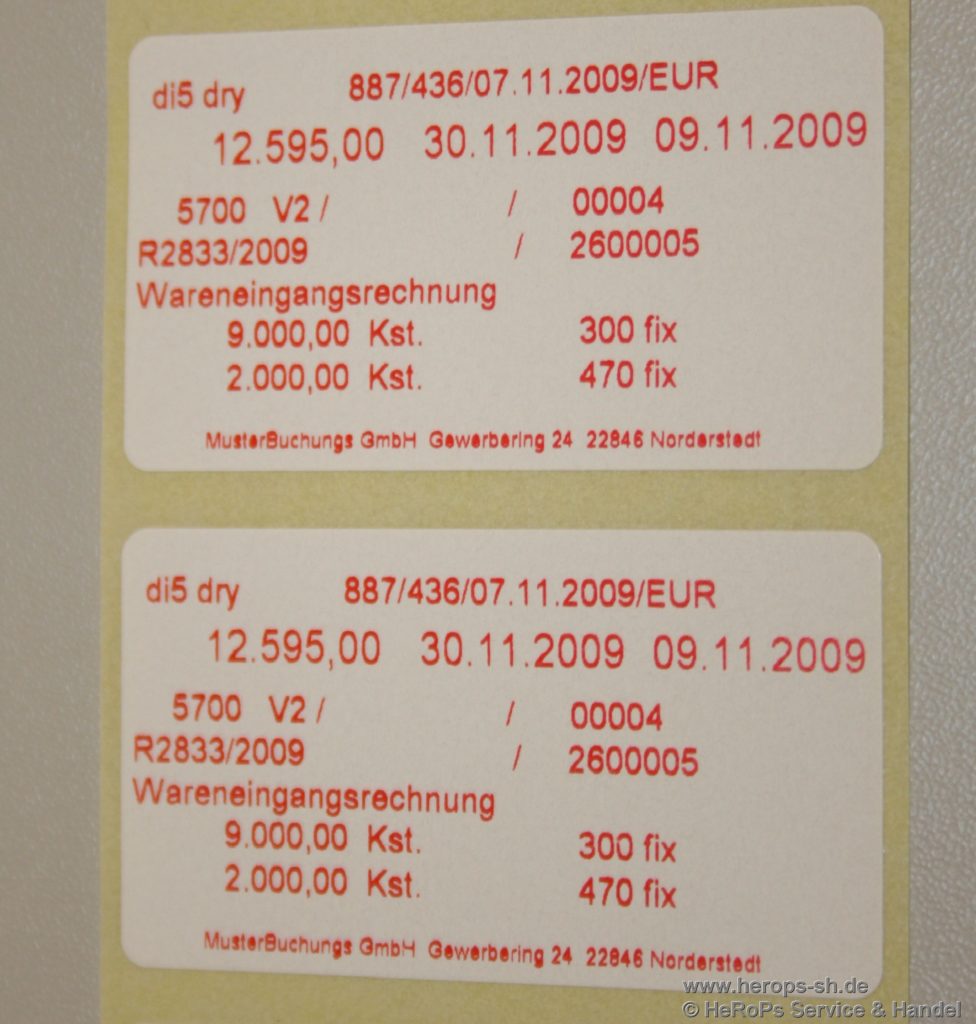 di5 dry 887/436/07.11.2009/EUR
12.595,00 30.11.2009 09.11.2009
5700 V2 / / 00004
R2833/2009 / 2600005
Wareneingangsrechnung
9.000,00 Kst. 300 fix
2.000,00 Kst. 470 fix
MusterBuchungs GmbH Gewerbering 24 22846 Norderstedt
di5 dry 887/436/07.11.2009/EUR
12.595,00 30.11.2009 09.11.2009
5700 V2 / / 00004
R2833/2009 / 2600005
Wareneingangsrechnung
9.000,00 Kst. 300 fix
2.000,00 Kst. 470 fix
MusterBuchungs GmbH Gewerbering 24 22846 Norderstedt
www.herops-sh.de
© HeRoPs Service & Handel